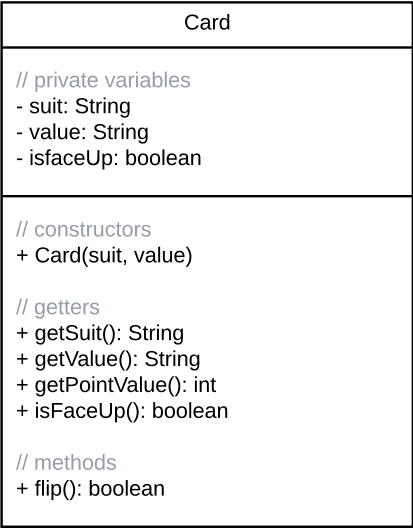 Card
// private variables
- suit: String
- value: String
- isfaceUp: boolean
// constructors
+ Card(suit, value)
// getters
+ getSuit(): String
+ getValue(): String
+ getPointValue(): int
+ isFaceUp(): boolean
// methods
+ flip(): boolean